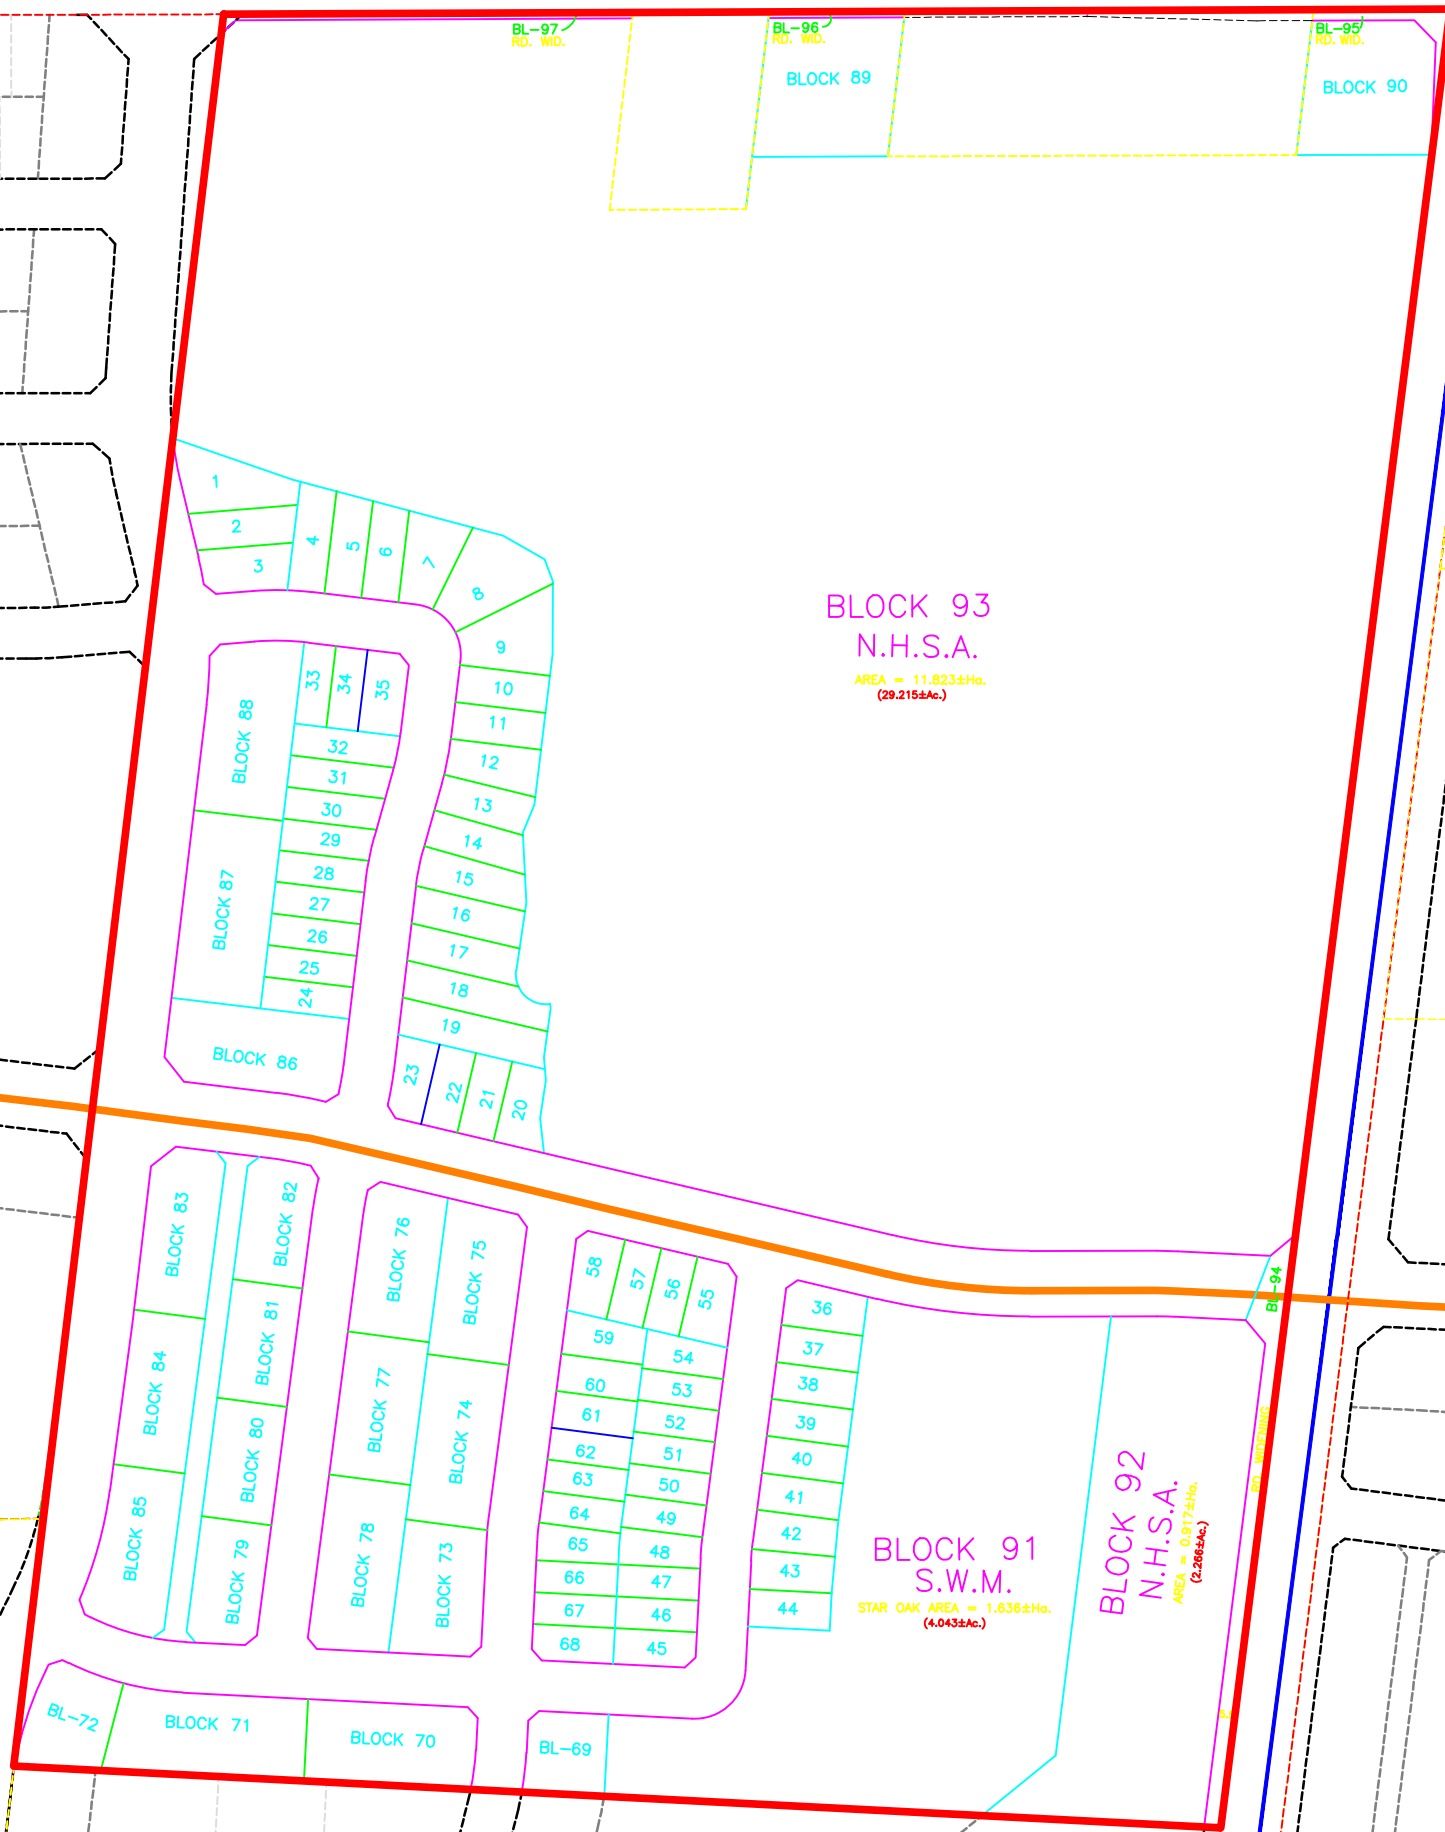 BL-97
RD. WID.
BL-96
RD. WID.
BL-95
RD. WID.
BLOCK 89
BLOCK 90
1
2
3
4
5
6
7
8
9
10
11
12
13
14
15
16
17
18
19
20
21
22
23
BLOCK 93
N.H.S.A.
AREA = 11.823±Ha.
(29.215±Ac.)
33
34
35
BLOCK 88
32
31
30
29
28
27
26
25
24
BLOCK 87
BLOCK 86
BL-94
BLOCK 83
BLOCK 82
BLOCK 81
BLOCK 84
BLOCK 80
BLOCK 85
BLOCK 79
BLOCK 76
BLOCK 75
BLOCK 77
BLOCK 74
BLOCK 78
BLOCK 73
58
57
56
55
59
54
60
53
61
52
62
51
63
50
64
49
65
48
66
47
67
46
68
45
36
37
38
39
40
41
42
43
44
BLOCK 91
S.W.M.
STAR OAK AREA = 1.636±Ha.
(4.043±Ac.)
BLOCK 92
N.H.S.A.
AREA = 0.917±Ha.
(2.266±Ac.)
RD. WIDENING
BL-72
BLOCK 71
BLOCK 70
BL-69